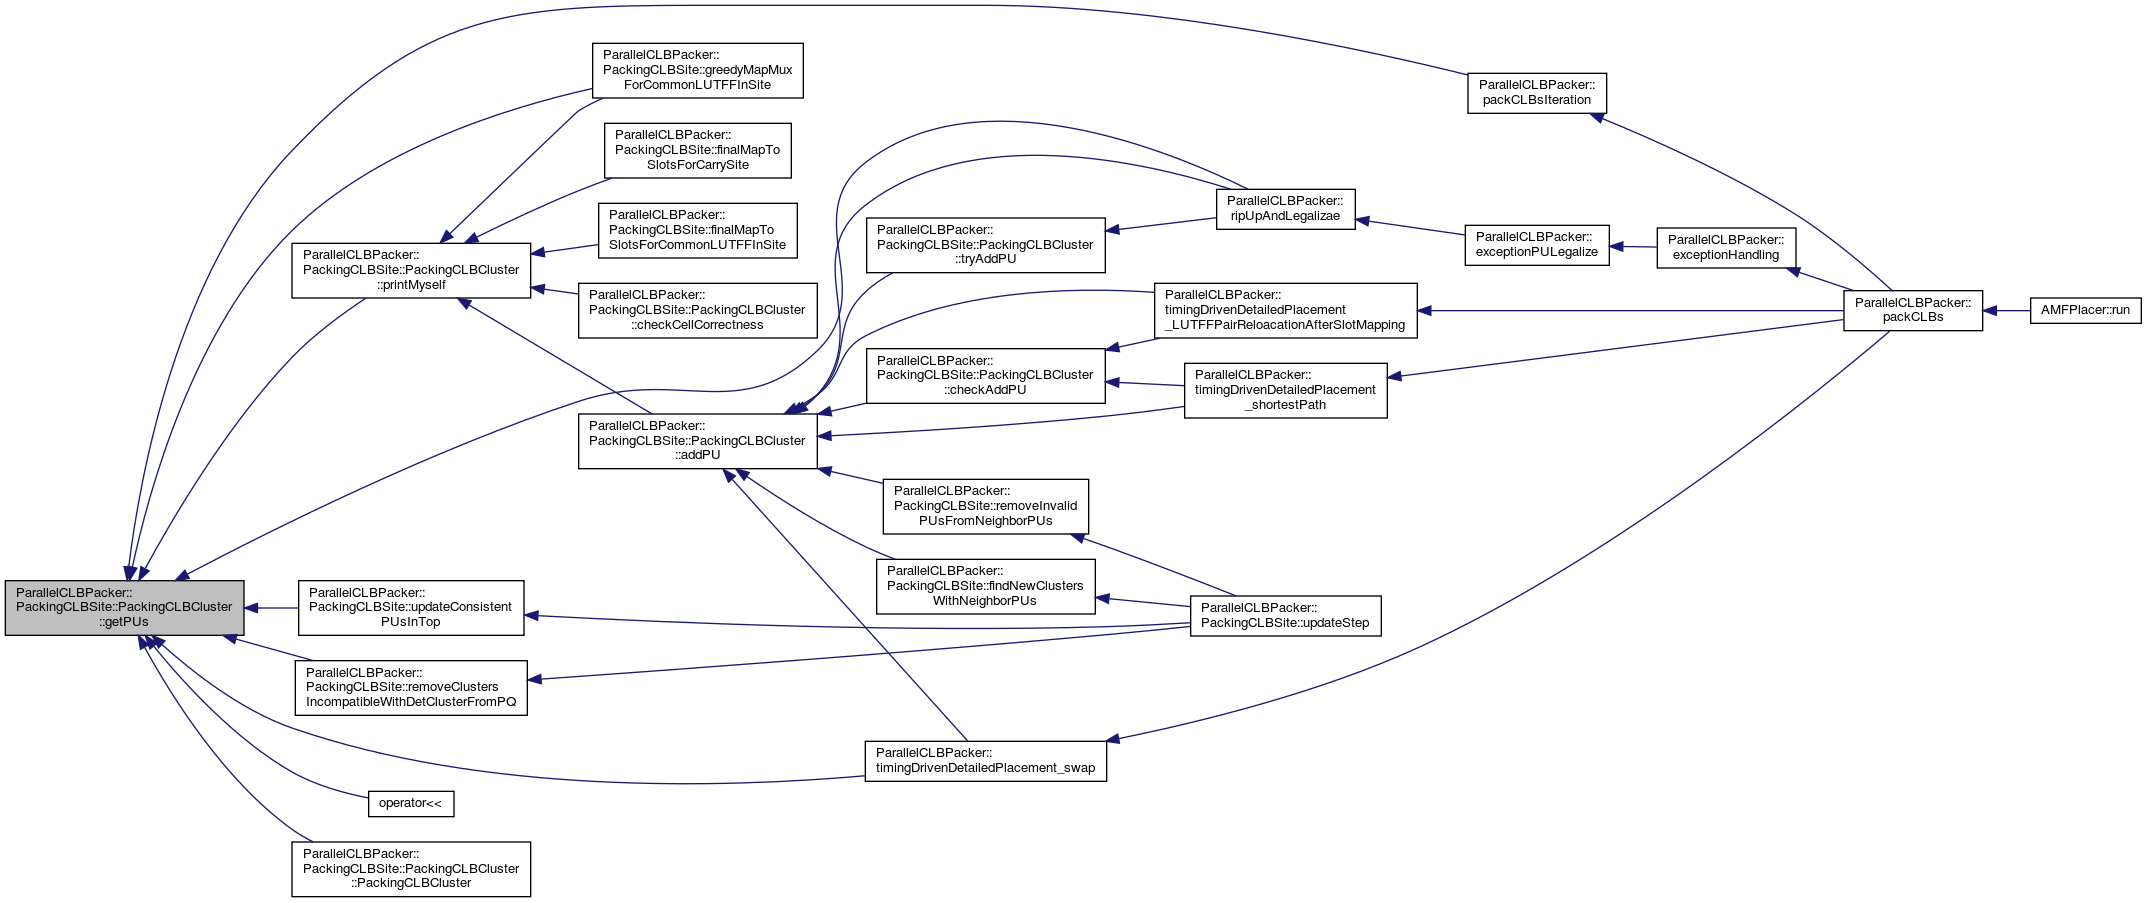 ParallelCLBPacker::
PackingCLBSite::greedyMapMux
ForCommonLUTFFInSite
ParallelCLBPacker::
packCLBsIteration
ParallelCLBPacker::
PackingCLBSite::finalMapTo
SlotsForCarrySite
ParallelCLBPacker::
PackingCLBSite::finalMapTo
SlotsForCommonLUTFFInSite
ParallelCLBPacker::
ripUpAndLegalizae
ParallelCLBPacker::
PackingCLBSite::PackingCLBCluster
::tryAddPU
ParallelCLBPacker::
exceptionPULegalize
ParallelCLBPacker::
exceptionHandling
ParallelCLBPacker::
PackingCLBSite::PackingCLBCluster
::printMyself
ParallelCLBPacker::
PackingCLBSite::PackingCLBCluster
::checkCellCorrectness
ParallelCLBPacker::
timingDrivenDetailedPlacement
_LUTFFPairReloacationAfterSlotMapping
ParallelCLBPacker::
packCLBs
AMFPlacer::run
ParallelCLBPacker::
PackingCLBSite::PackingCLBCluster
::checkAddPU
ParallelCLBPacker::
timingDrivenDetailedPlacement
_shortestPath
ParallelCLBPacker::
PackingCLBSite::PackingCLBCluster
::addPU
ParallelCLBPacker::
PackingCLBSite::removeInvalid
PUsFromNeighborPUs
ParallelCLBPacker::
PackingCLBSite::findNewClusters
WithNeighborPUs
ParallelCLBPacker::
PackingCLBSite::PackingCLBCluster
::getPUs
ParallelCLBPacker::
PackingCLBSite::updateConsistent
PUsInTop
ParallelCLBPacker::
PackingCLBSite::updateStep
ParallelCLBPacker::
PackingCLBSite::removeClusters
IncompatibleWithDetClusterFromPQ
ParallelCLBPacker::
timingDrivenDetailedPlacement_swap
operator<<
ParallelCLBPacker::
PackingCLBSite::PackingCLBCluster
::PackingCLBCluster